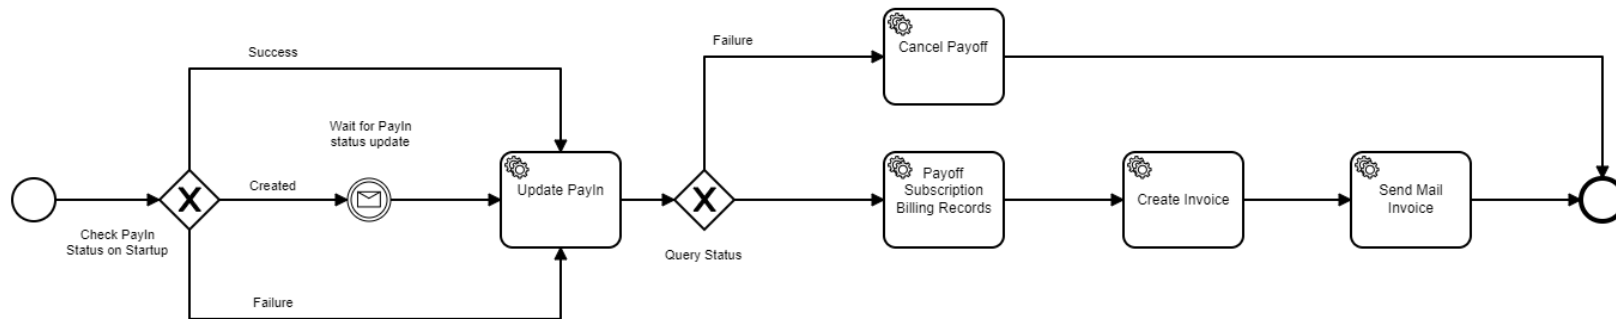 Success
Failure
Cancel Payoff
Wait for PayIn
status update
Created
Update PayIn
Payoff
Subscription
Billing Records
Create Invoice
Send Mail
Invoice
Check PayIn
Status on Startup
Query Status
Failure